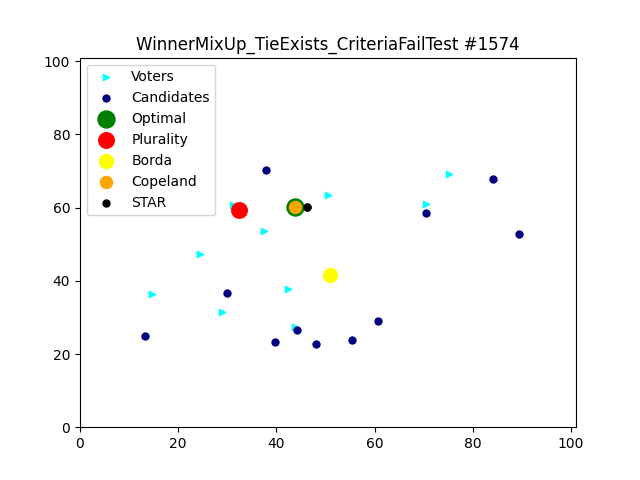 WinnerMixUp_TieExists_CriteriaFailTest #1574
Voters
Candidates
Optimal
Plurality
Borda
Copeland
STAR
100
80
60
40
20
0
0 20 40 60 80 100